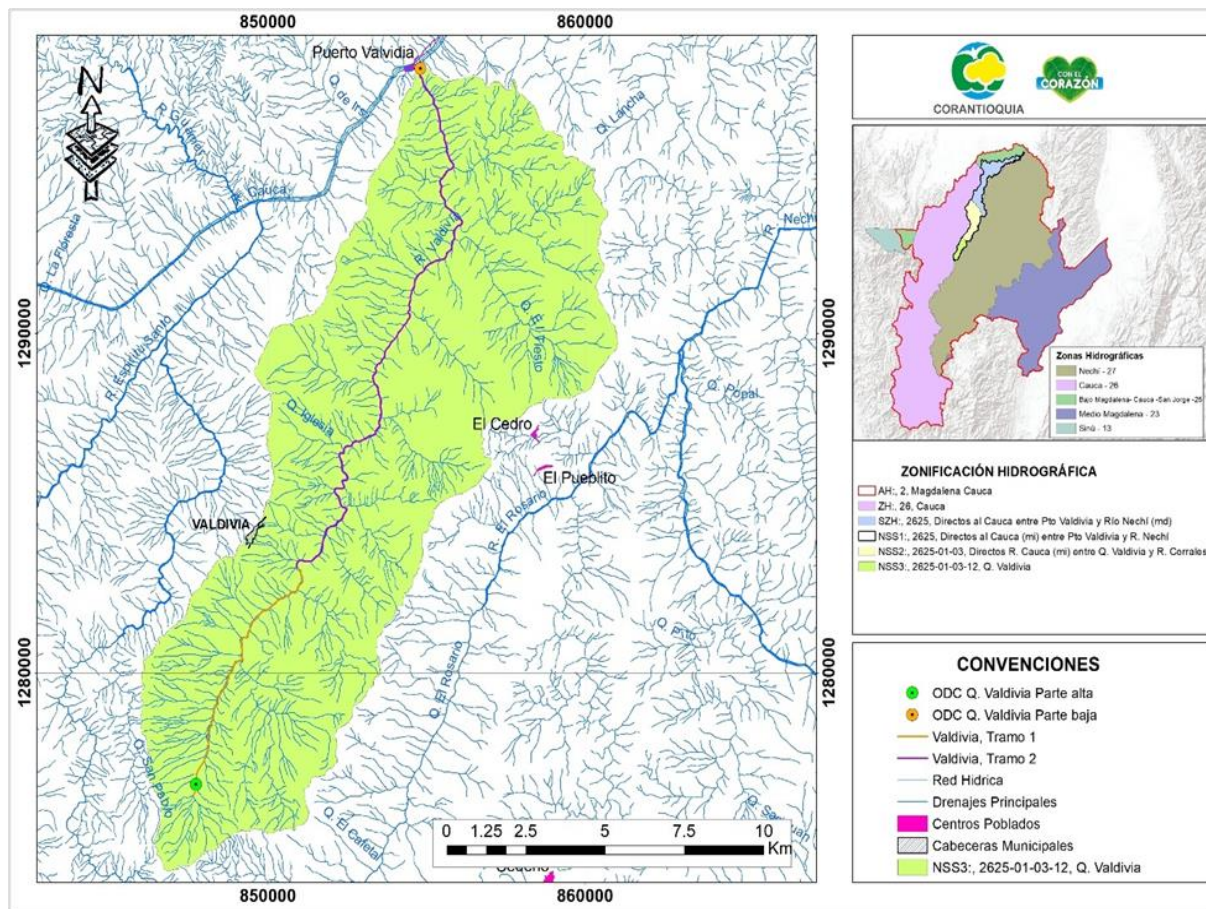 850000
860000
Puerto Valvidia
N
Q. de Ira
Q. Lancha
R. Cauca
Q. La Floresta
R. Nechí
R. Valdivia
1290000
1290000
R. Espíritu Santo
Q. El Tiesto
Q. Popal
Q. Iglesia
El Cedro
El Pueblito
VALDIVIA
R. El Rosario
Q. Pito
1280000
1280000
Q. El Rosario
Q. San Pablo
Q. El Cafetal
0 1.25 2.5 5 7.5 10
Km
850000
860000
CORANTIOQUIA
CON EL
CORAZÓN
Zonas Hidrográficas
Nechí - 27
Cauca - 26
Bajo Magdalena- Cauca -San Jorge -25
Medio Magdalena - 23
Sinú - 13
ZONIFICACIÓN HIDROGRÁFICA
AH:, 2, Magdalena Cauca
ZH:, 26, Cauca
SZH:, 2625, Directos al Cauca entre Pto Valdivia y Río Nechí (md)
NSS1:, 2625, Directos al Cauca (mi) entre Pto Valdivia y R. Nechí
NSS2:, 2625-01-03, Directos R. Cauca (mi) entre Q. Valdivia y R. Corrales
NSS3:, 2625-01-03-12, Q. Valdivia
CONVENCIONES
ODC Q. Valdivia Parte alta
ODC Q. Valdivia Parte baja
Valdivia, Tramo 1
Valdivia, Tramo 2
Red Hidrica
Drenajes Principales
Centros Poblados
Cabeceras Municipales
NSS3:, 2625-01-03-12, Q. Valdivia